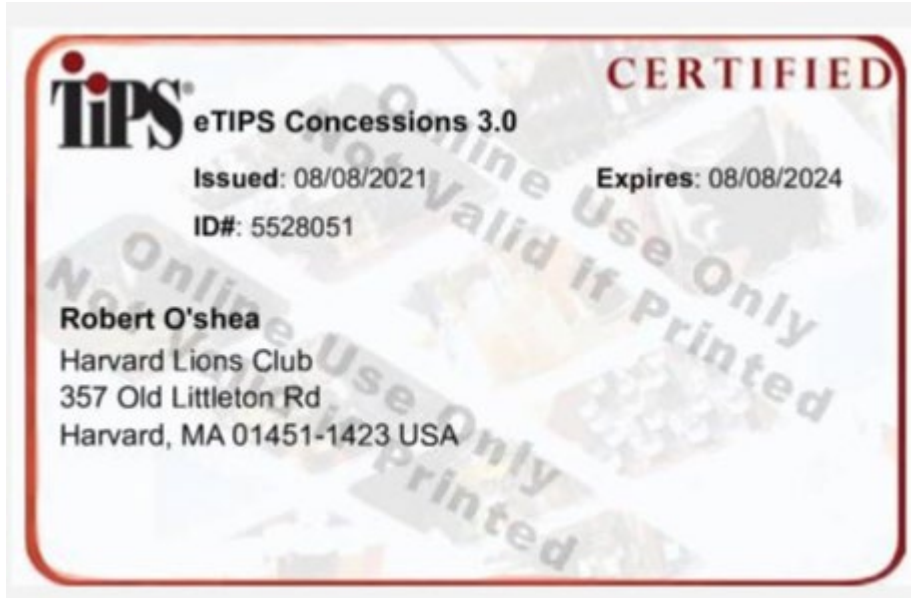 TiPS® CERTIFIED
eTIPS Concessions 3.0
Issued: 08/08/2021 Expires: 08/08/2024
ID#: 5528051
Robert O'shea
Harvard Lions Club
357 Old Littleton Rd
Harvard, MA 01451-1423 USA
Online Use Only
Not Valid if Printed
Online Use Only
Not Valid if Printed